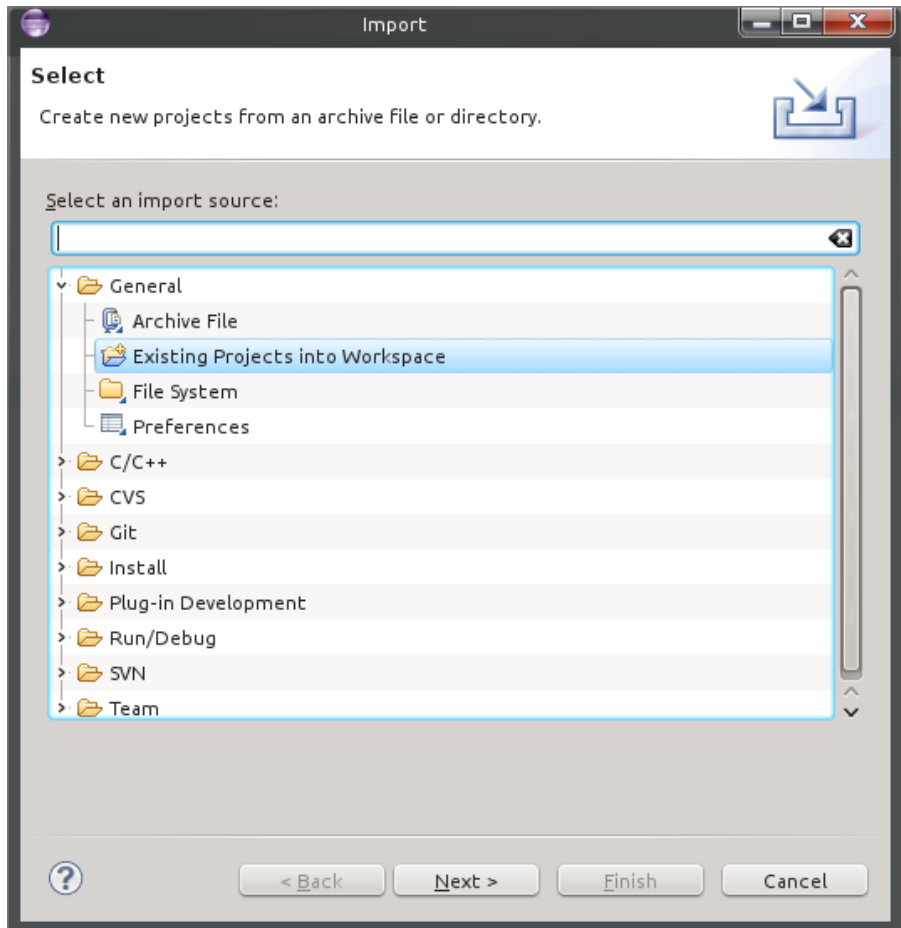 Import
Select
Create new projects from an archive file or directory.
Select an import source:
General
Archive File
Existing Projects into Workspace
File System
Preferences
C/C++
CVS
Git
Install
Plug-in Development
Run/Debug
SVN
Team
< Back
Next >
Finish
Cancel